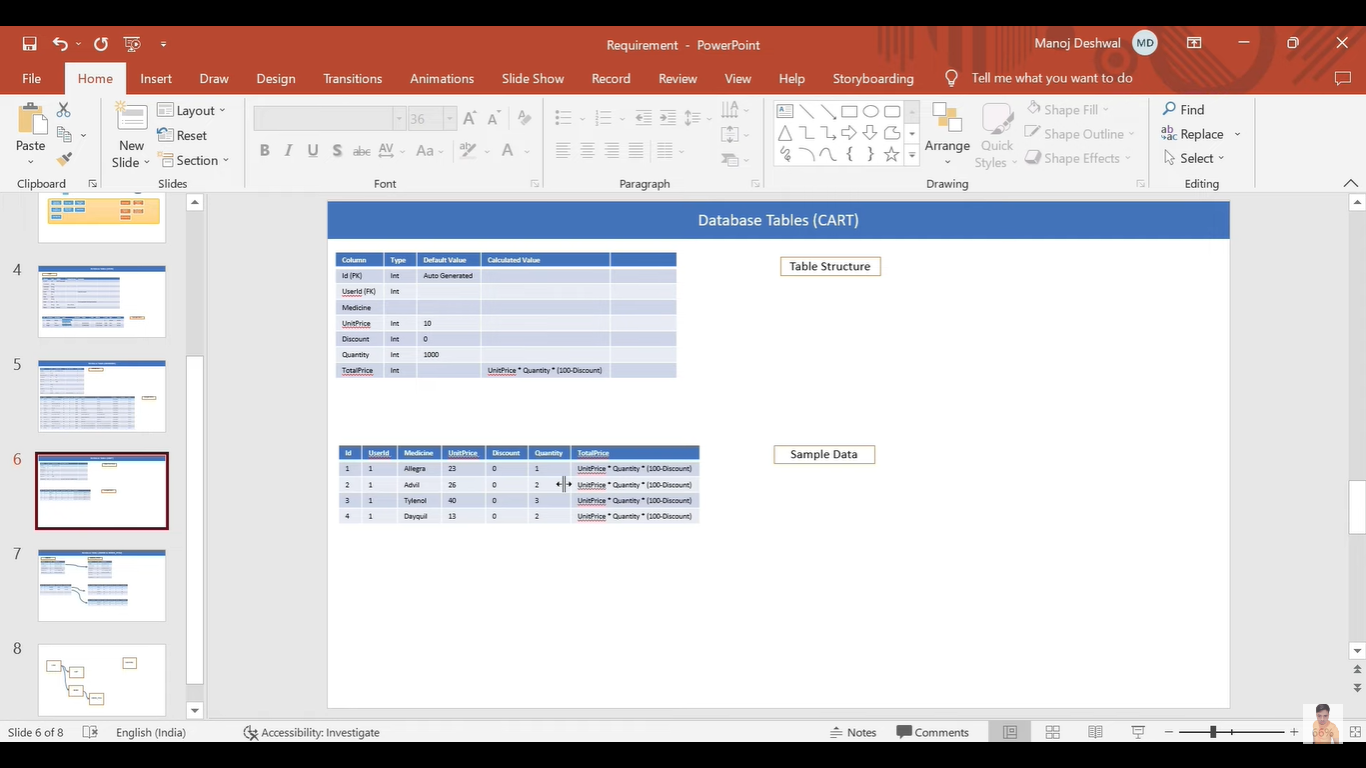 Requirement - PowerPoint
Manoj Deshwal MD
File Home Insert Draw Design Transitions Animations Slide Show Record Review View Help Storyboarding Tell me what you want to do
Paste
New Slide
Layout
Reset
Section
36
B I U S abc AV Aa A
Arrange
Quick Styles
Shape Fill
Shape Outline
Shape Effects
Find
Replace
Select
Clipboard Slides Font Paragraph Drawing Editing
4
5
6
7
8
Database Tables (CART)
Table Structure
Column Type Default Value Calculated Value
Id (PK) Int Auto Generated
UserId (FK) Int
Medicine
UnitPrice Int 10
Discount Int 0
Quantity Int 1000
TotalPrice Int UnitPrice * Quantity * (100-Discount)
Sample Data
Id UserId Medicine UnitPrice Discount Quantity TotalPrice
1 1 Allegra 23 0 1 UnitPrice * Quantity * (100-Discount)
2 1 Advil 26 0 2 UnitPrice * Quantity * (100-Discount)
3 1 Tylenol 40 0 3 UnitPrice * Quantity * (100-Discount)
4 1 Dayquil 13 0 2 UnitPrice * Quantity * (100-Discount)
Slide 6 of 8 English (India) Accessibility: Investigate Notes Comments 66%